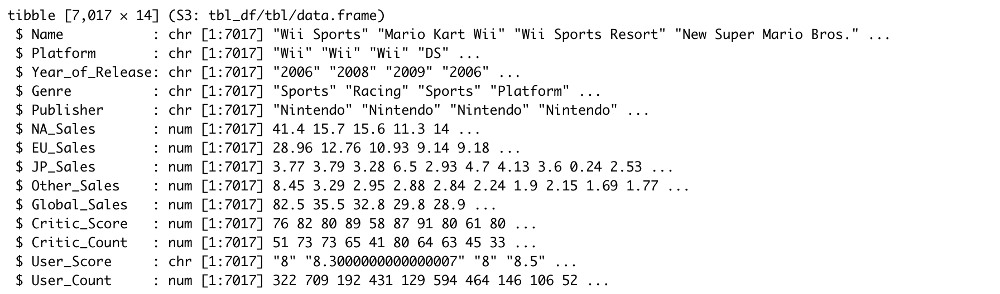 tibble [7,017 × 14] (S3: tbl_df/tbl/data.frame)
 $ Name           : chr [1:7017] "Wii Sports" "Mario Kart Wii" "Wii Sports Resort" "New Super Mario Bros." ...
 $ Platform       : chr [1:7017] "Wii" "Wii" "Wii" "DS" ...
 $ Year_of_Release: chr [1:7017] "2006" "2008" "2009" "2006" ...
 $ Genre          : chr [1:7017] "Sports" "Racing" "Sports" "Platform" ...
 $ Publisher      : chr [1:7017] "Nintendo" "Nintendo" "Nintendo" "Nintendo" ...
 $ NA_Sales       : num [1:7017] 41.4 15.7 15.6 11.3 14 ...
 $ EU_Sales       : num [1:7017] 28.96 12.76 10.93 9.14 9.18 ...
 $ JP_Sales       : num [1:7017] 3.77 3.79 3.28 6.5 2.93 4.7 4.13 3.6 0.24 2.53 ...
 $ Other_Sales    : num [1:7017] 8.45 3.29 2.95 2.88 2.84 2.24 1.9 2.15 1.69 1.77 ...
 $ Global_Sales   : num [1:7017] 82.5 35.5 32.8 29.8 28.9 ...
 $ Critic_Score   : num [1:7017] 76 82 80 89 58 87 91 80 61 80 ...
 $ Critic_Count   : num [1:7017] 51 73 73 65 41 80 64 63 45 33 ...
 $ User_Score     : chr [1:7017] "8" "8.3000000000000007" "8" "8.5" ...
 $ User_Count     : num [1:7017] 322 709 192 431 129 594 464 146 106 52 ...